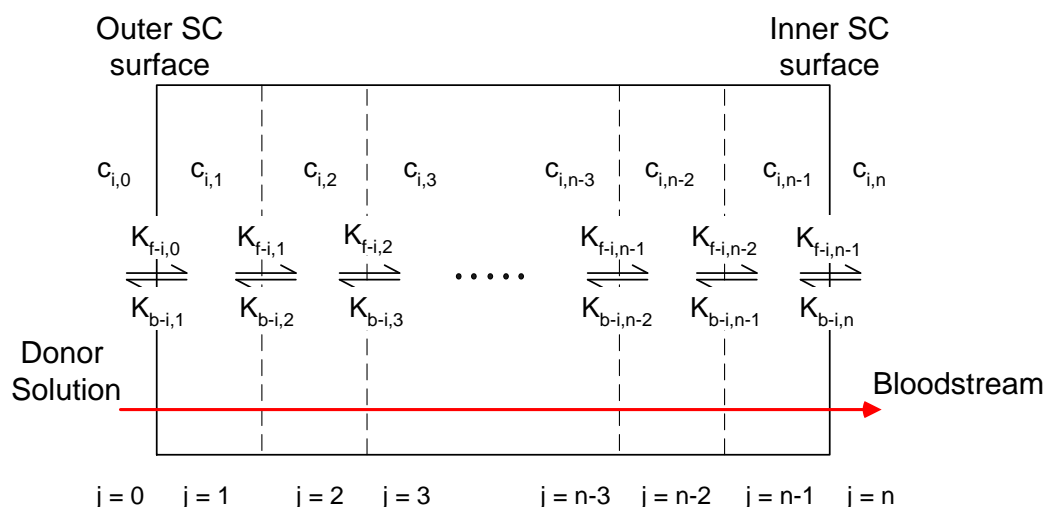 Outer SC
surface
Inner SC
surface
c_{i,0} c_{i,1} c_{i,2} c_{i,3} c_{i,n-3} c_{i,n-2} c_{i,n-1} c_{i,n}
K_{f-i,0} K_{f-i,1} K_{f-i,2} K_{f-i,n-1} K_{f-i,n-2} K_{f-i,n-1}
.....
K_{b-i,1} K_{b-i,2} K_{b-i,3} K_{b-i,n-2} K_{b-i,n-1} K_{b-i,n}
Donor
Solution
Bloodstream
j = 0 j = 1 j = 2 j = 3 j = n-3 j = n-2 j = n-1 j = n